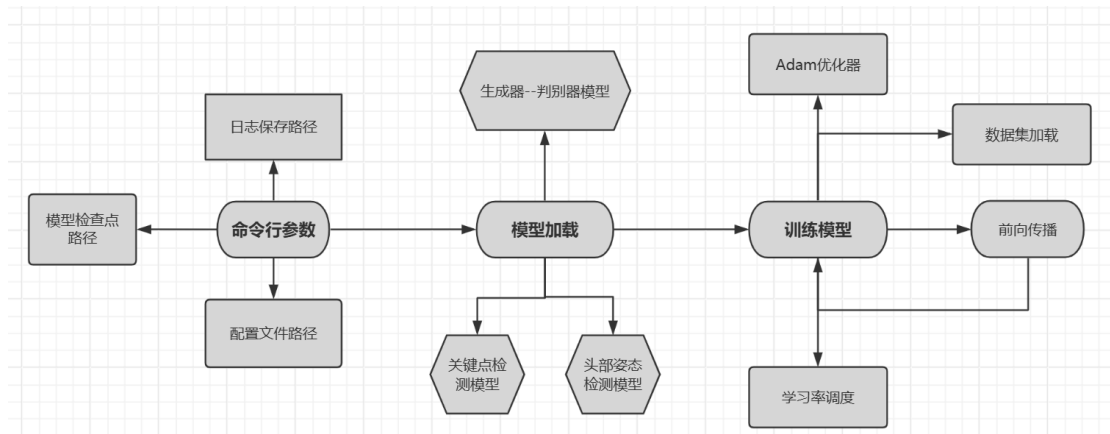 Adam优化器
生成器--判别器模型
日志保存路径
数据集加载
模型检查点
路径
命令行参数
模型加载
训练模型
前向传播
配置文件路径
关键点检
测模型
头部姿态
检测模型
学习率调度